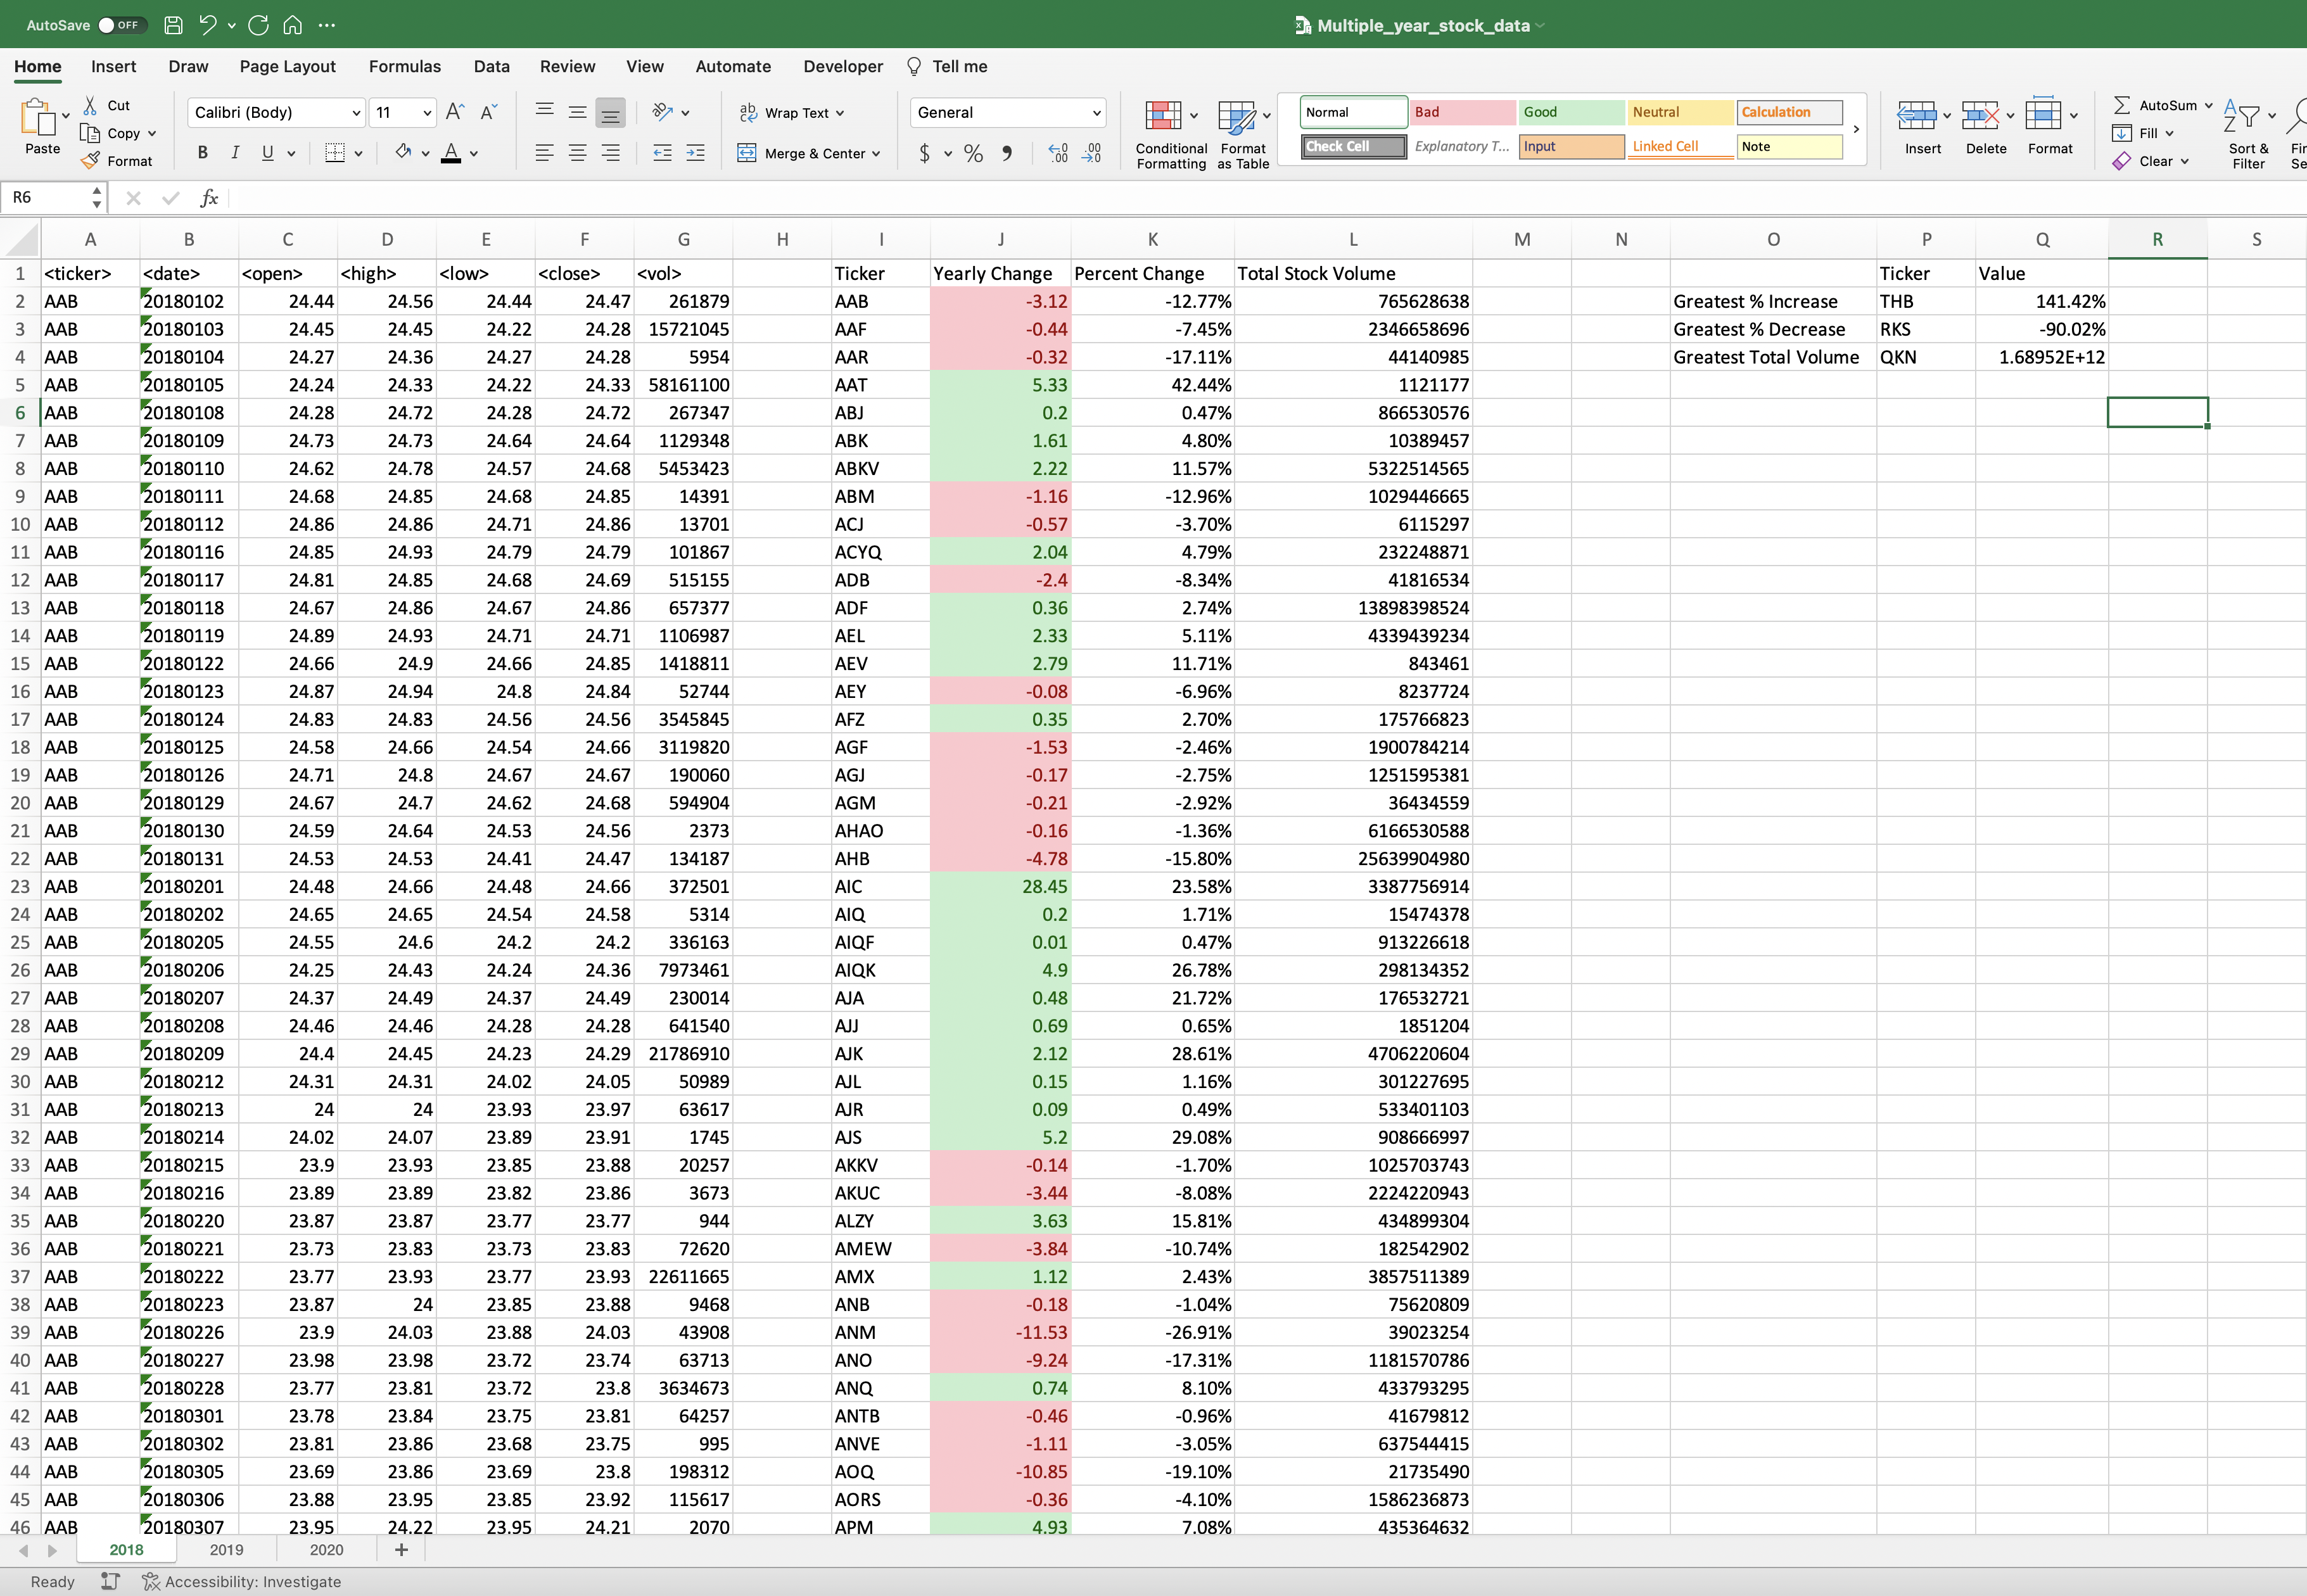 AutoSave OFF Multiple_year_stock_data
Home Insert Draw Page Layout Formulas Data Review View Automate Developer Tell me
Paste Cut Copy Format
Calibri (Body) 11
B I U A
ab Wrap Text
Merge & Center
General
$ %
Conditional Formatting
Format as Table
Normal Bad Good Neutral Calculation
Check Cell Explanatory T... Input Linked Cell Note
Insert Delete Format
AutoSum Fill Clear
Sort & Filter
R6 fx
A B C D E F G H I J K L M N O P Q R S
1 <ticker> <date> <open> <high> <low> <close> <vol> Ticker Yearly Change Percent Change Total Stock Volume Ticker Value
2 AAB 20180102 24.44 24.56 24.44 24.47 261879 AAB -3.12 -12.77% 765628638 Greatest % Increase THB 141.42%
3 AAB 20180103 24.45 24.45 24.22 24.28 15721045 AAF -0.44 -7.45% 2346658696 Greatest % Decrease RKS -90.02%
4 AAB 20180104 24.27 24.36 24.27 24.28 5954 AAR -0.32 -17.11% 44140985 Greatest Total Volume QKN 1.68952E+12
5 AAB 20180105 24.24 24.33 24.22 24.33 58161100 AAT 5.33 42.44% 1121177
6 AAB 20180108 24.28 24.72 24.28 24.72 267347 ABJ 0.2 0.47% 866530576
7 AAB 20180109 24.73 24.73 24.64 24.64 1129348 ABK 1.61 4.80% 10389457
8 AAB 20180110 24.62 24.78 24.57 24.68 5453423 ABKV 2.22 11.57% 5322514565
9 AAB 20180111 24.68 24.85 24.68 24.85 14391 ABM -1.16 -12.96% 1029446665
10 AAB 20180112 24.86 24.86 24.71 24.86 13701 ACJ -0.57 -3.70% 6115297
11 AAB 20180116 24.85 24.93 24.79 24.79 101867 ACYQ 2.04 4.79% 232248871
12 AAB 20180117 24.81 24.85 24.68 24.69 515155 ADB -2.4 -8.34% 41816534
13 AAB 20180118 24.67 24.86 24.67 24.86 657377 ADF 0.36 2.74% 13898398524
14 AAB 20180119 24.89 24.93 24.71 24.71 1106987 AEL 2.33 5.11% 4339439234
15 AAB 20180122 24.66 24.9 24.66 24.85 1418811 AEV 2.79 11.71% 843461
16 AAB 20180123 24.87 24.94 24.8 24.84 52744 AEY -0.08 -6.96% 8237724
17 AAB 20180124 24.83 24.83 24.56 24.56 3545845 AFZ 0.35 2.70% 175766823
18 AAB 20180125 24.58 24.66 24.54 24.66 3119820 AGF -1.53 -2.46% 1900784214
19 AAB 20180126 24.71 24.8 24.67 24.67 190060 AGJ -0.17 -2.75% 1251595381
20 AAB 20180129 24.67 24.7 24.62 24.68 594904 AGM -0.21 -2.92% 36434559
21 AAB 20180130 24.59 24.64 24.53 24.56 2373 AHAO -0.16 -1.36% 6166530588
22 AAB 20180131 24.53 24.53 24.41 24.47 134187 AHB -4.78 -15.80% 25639904980
23 AAB 20180201 24.48 24.66 24.48 24.66 372501 AIC 28.45 23.58% 3387756914
24 AAB 20180202 24.65 24.65 24.54 24.58 5314 AIQ 0.2 1.71% 15474378
25 AAB 20180205 24.55 24.6 24.2 24.2 336163 AIQF 0.01 0.47% 913226618
26 AAB 20180206 24.25 24.43 24.24 24.36 7973461 AIQK 4.9 26.78% 298134352
27 AAB 20180207 24.37 24.49 24.37 24.49 230014 AJA 0.48 21.72% 176532721
28 AAB 20180208 24.46 24.46 24.28 24.28 641540 AJJ 0.69 0.65% 1851204
29 AAB 20180209 24.4 24.45 24.23 24.29 21786910 AJK 2.12 28.61% 4706220604
30 AAB 20180212 24.31 24.31 24.02 24.05 50989 AJL 0.15 1.16% 301227695
31 AAB 20180213 24 24 23.93 23.97 63617 AJR 0.09 0.49% 533401103
32 AAB 20180214 24.02 24.07 23.89 23.91 1745 AJS 5.2 29.08% 908666997
33 AAB 20180215 23.9 23.93 23.85 23.88 20257 AKKV -0.14 -1.70% 1025703743
34 AAB 20180216 23.89 23.89 23.82 23.86 3673 AKUC -3.44 -8.08% 2224220943
35 AAB 20180220 23.87 23.87 23.77 23.77 944 ALZY 3.63 15.81% 434899304
36 AAB 20180221 23.73 23.83 23.73 23.83 72620 AMEW -3.84 -10.74% 182542902
37 AAB 20180222 23.77 23.93 23.77 23.93 22611665 AMX 1.12 2.43% 3857511389
38 AAB 20180223 23.87 24 23.85 23.88 9468 ANB -0.18 -1.04% 75620809
39 AAB 20180226 23.9 24.03 23.88 24.03 43908 ANM -11.53 -26.91% 39023254
40 AAB 20180227 23.98 23.98 23.72 23.74 63713 ANO -9.24 -17.31% 1181570786
41 AAB 20180228 23.77 23.81 23.72 23.8 3634673 ANQ 0.74 8.10% 433793295
42 AAB 20180301 23.78 23.84 23.75 23.81 64257 ANTB -0.46 -0.96% 41679812
43 AAB 20180302 23.81 23.86 23.68 23.75 995 ANVE -1.11 -3.05% 637544415
44 AAB 20180305 23.69 23.86 23.69 23.8 198312 AOQ -10.85 -19.10% 21735490
45 AAB 20180306 23.88 23.95 23.85 23.92 115617 AORS -0.36 -4.10% 1586236873
46 AAB 20180307 23.95 24.22 23.95 24.21 2070 APM 4.93 7.08% 435364632
2018 2019 2020 +
Ready Accessibility: Investigate